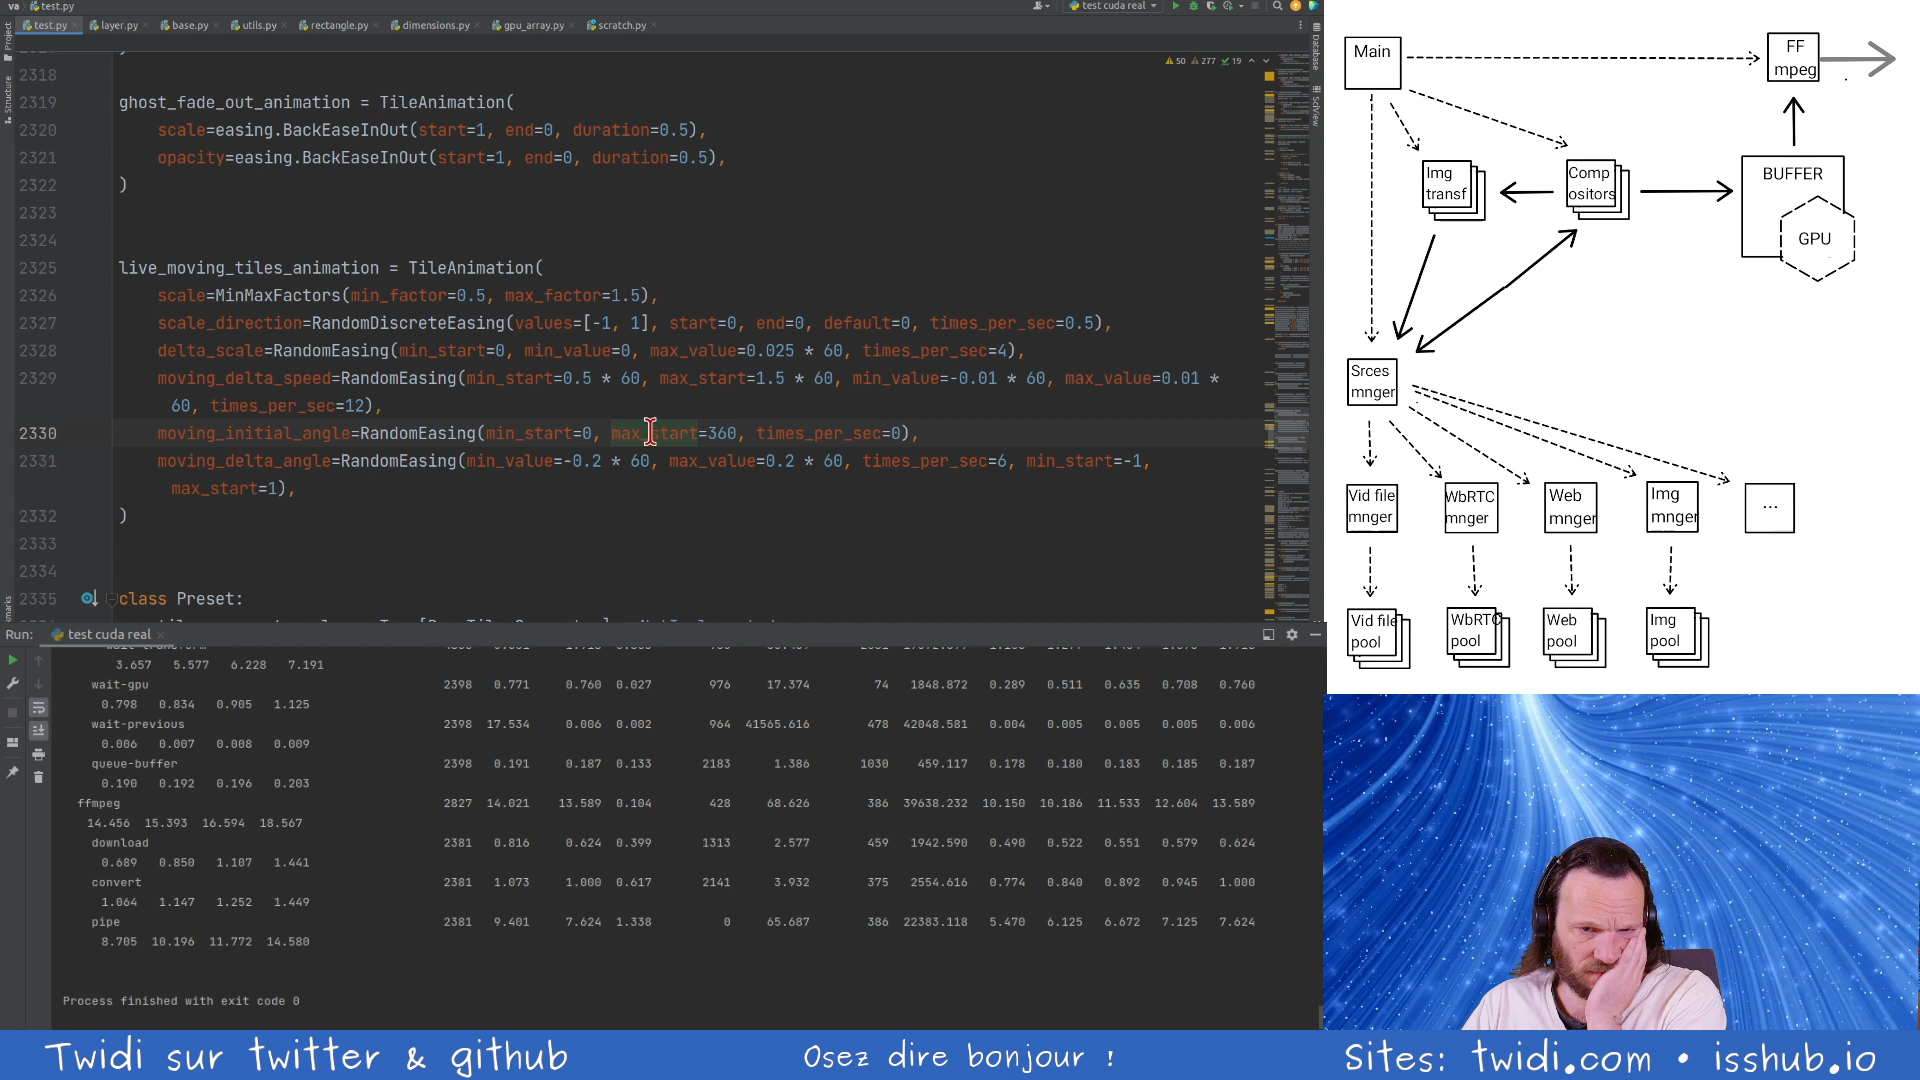 va
test.py
test cuda real
test.py
layer.py
base.py
utils.py
rectangle.py
dimensions.py
gpu_array.py
scratch.py
Project
Structure
Database
SciView
50 277 19
2318
2319 ghost_fade_out_animation = TileAnimation(
2320 scale=easing.BackEaseInOut(start=1, end=0, duration=0.5),
2321 opacity=easing.BackEaseInOut(start=1, end=0, duration=0.5),
2322 )
2323
2324
2325 live_moving_tiles_animation = TileAnimation(
2326 scale=MinMaxFactors(min_factor=0.5, max_factor=1.5),
2327 scale_direction=RandomDiscreteEasing(values=[-1, 1], start=0, end=0, default=0, times_per_sec=0.5),
2328 delta_scale=RandomEasing(min_start=0, min_value=0, max_value=0.025 * 60, times_per_sec=4),
2329 moving_delta_speed=RandomEasing(min_start=0.5 * 60, max_start=1.5 * 60, min_value=-0.01 * 60, max_value=0.01 *
60, times_per_sec=12),
2330 moving_initial_angle=RandomEasing(min_start=0, max_start=360, times_per_sec=0),
2331 moving_delta_angle=RandomEasing(min_value=-0.2 * 60, max_value=0.2 * 60, times_per_sec=6, min_start=-1,
max_start=1),
2332 )
2333
2334
2335 class Preset:
Run: test cuda real
3.657 5.577 6.228 7.191
wait-gpu 2398 0.771 0.760 0.027 976 17.374 74 1848.872 0.289 0.511 0.635 0.708 0.760
0.798 0.834 0.905 1.125
wait-previous 2398 17.534 0.006 0.002 964 41565.616 478 42048.581 0.004 0.005 0.005 0.005 0.006
0.006 0.007 0.008 0.009
queue-buffer 2398 0.191 0.187 0.133 2183 1.386 1030 459.117 0.178 0.180 0.183 0.185 0.187
0.190 0.192 0.196 0.203
ffmpeg 2827 14.021 13.589 0.104 428 68.626 386 39638.232 10.150 10.186 11.533 12.604 13.589
14.456 15.393 16.594 18.567
download 2381 0.816 0.624 0.399 1313 2.577 459 1942.590 0.490 0.522 0.551 0.579 0.624
0.689 0.850 1.107 1.441
convert 2381 1.073 1.000 0.617 2141 3.932 375 2554.616 0.774 0.840 0.892 0.945 1.000
1.064 1.147 1.252 1.449
pipe 2381 9.401 7.624 1.338 0 65.687 386 22383.118 5.470 6.125 6.672 7.125 7.624
8.705 10.196 11.772 14.580
Process finished with exit code 0
Main
FF
mpeg
Img
transf
Comp
ositors
BUFFER
GPU
Srces
mnger
Vid file
mnger
WbRTC
mnger
Web
mnger
Img
mnger
...
Vid file
pool
WbRTC
pool
Web
pool
Img
pool
Twidi sur twitter & github
Osez dire bonjour !
Sites: twidi.com • isshub.io